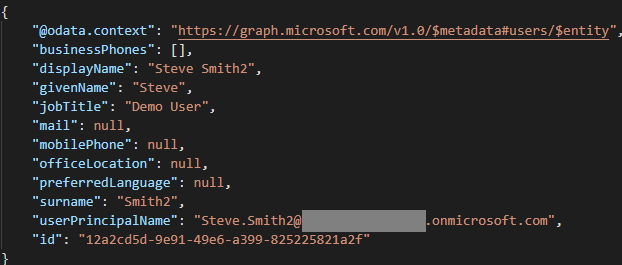 {
"@odata.context": "https://graph.microsoft.com/v1.0/$metadata#users/$entity",
"businessPhones": [],
"displayName": "Steve Smith2",
"givenName": "Steve",
"jobTitle": "Demo User",
"mail": null,
"mobilePhone": null,
"officeLocation": null,
"preferredLanguage": null,
"surname": "Smith2",
"userPrincipalName": "Steve.Smith2@ .onmicrosoft.com",
"id": "12a2cd5d-9e91-49e6-a399-825225821a2f"
}